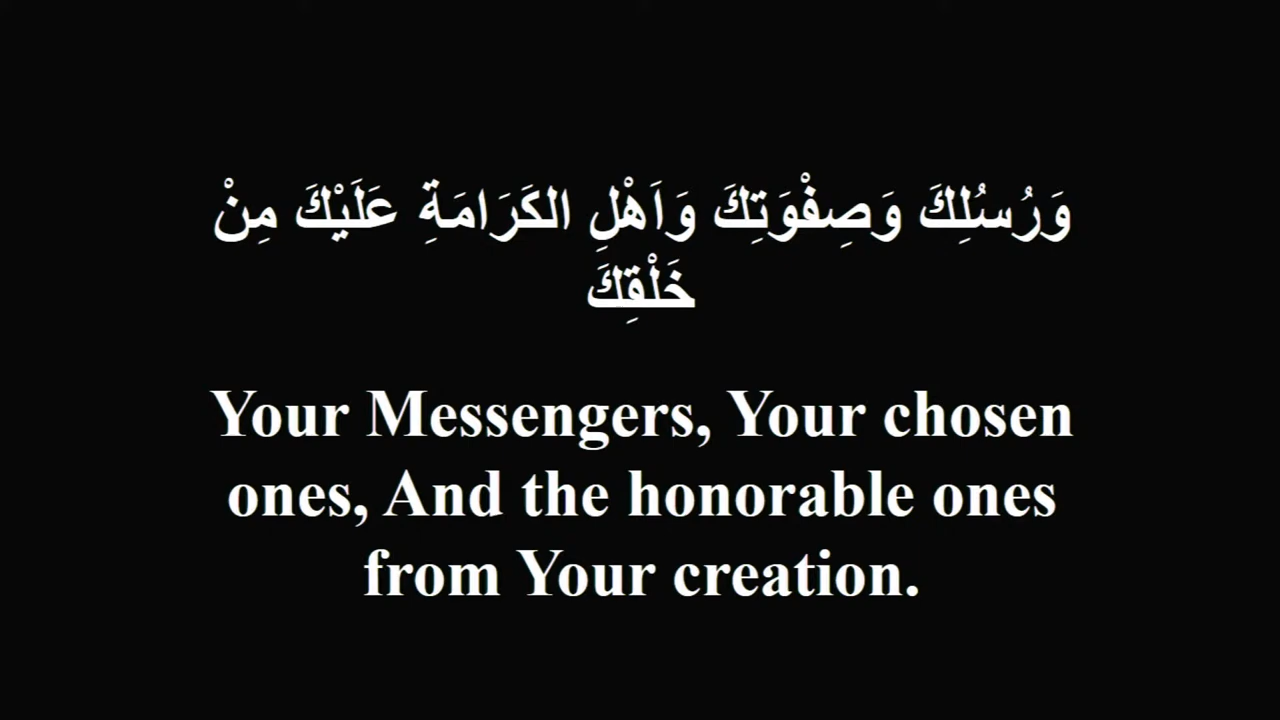 وَرُسُلِكَ وَصِفْوَتِكَ وَاَهْلِ الكَرَامَةِ عَلَيْكَ مِنْ
خَلْقِكَ
Your Messengers, Your chosen
ones, And the honorable ones
from Your creation.